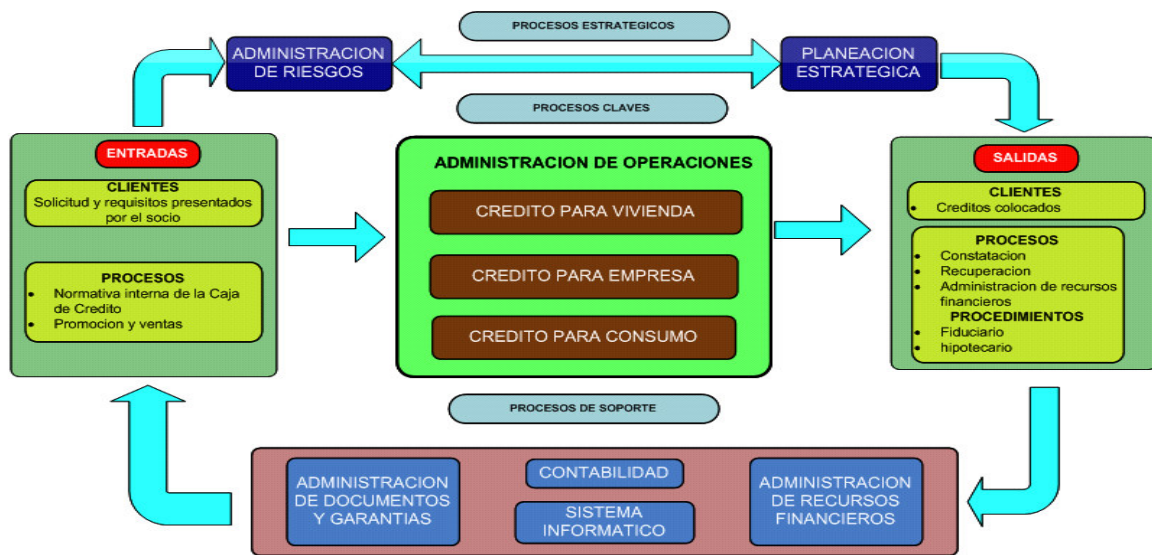 PROCESOS ESTRATEGICOS
ADMINISTRACION
DE RIESGOS
PLANEACION
ESTRATEGICA
PROCESOS CLAVES
ENTRADAS
CLIENTES
Solicitud y requisitos presentados
por el socio
PROCESOS
• Normativa interna de la Caja
de Credito
• Promocion y ventas
ADMINISTRACION DE OPERACIONES
CREDITO PARA VIVIENDA
CREDITO PARA EMPRESA
CREDITO PARA CONSUMO
SALIDAS
CLIENTES
• Creditos colocados
PROCESOS
• Constatacion
• Recuperacion
• Administracion de recursos
financieros
PROCEDIMIENTOS
• Fiduciario
• hipotecario
PROCESOS DE SOPORTE
ADMINISTRACION
DE DOCUMENTOS
Y GARANTIAS
CONTABILIDAD
SISTEMA
INFORMATICO
ADMINISTRACION
DE RECURSOS
FINANCIEROS